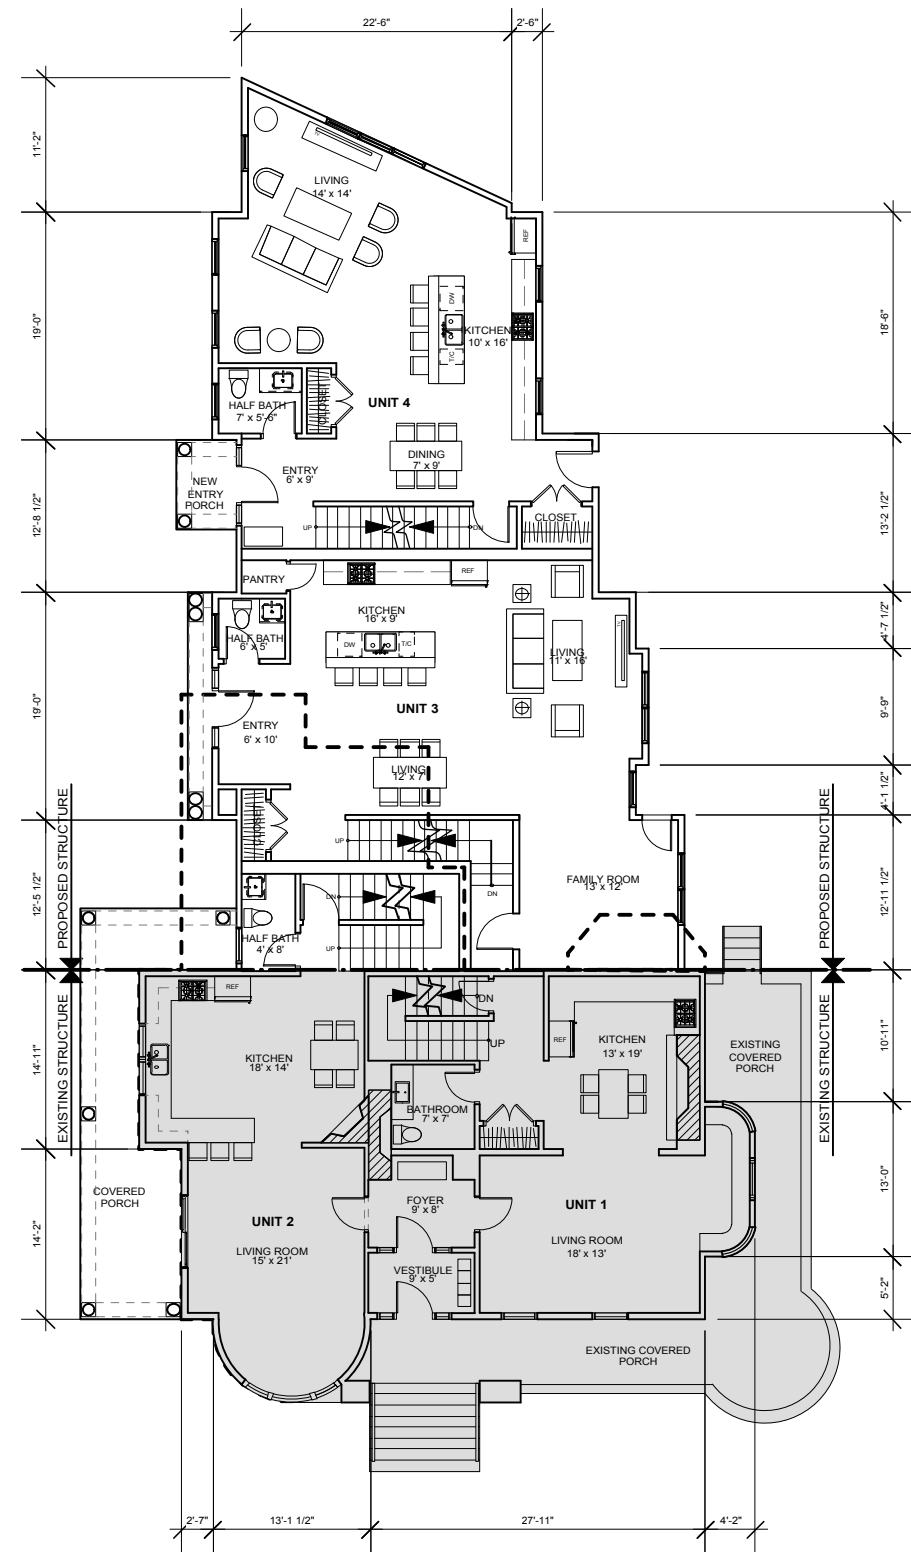 22'-6"
2'-6"
11'-2"
TV
LIVING
14' x 14'
REF
19'-0"
18'-6"
DW
KITCHEN
10' x 16'
T/C
HALF BATH
7' x 5'-6"
CLOSET
UNIT 4
DINING
7' x 9'
ENTRY
6' x 9'
NEW
ENTRY
PORCH
12'-8 1/2"
13'-2 1/2"
UP
DN
CLOSET
PANTRY
REF
KITCHEN
16' x 9'
DW
T/C
HALF BATH
6' x 5'
LIVING
11' x 16'
TV
4'-7 1/2"
19'-0"
UNIT 3
9'-9"
ENTRY
6' x 10'
LIVING
12' x 7'
4'-1 1/2"
CLOSET
UP
DN
FAMILY ROOM
13' x 12'
PROPOSED STRUCTURE
PROPOSED STRUCTURE
12'-5 1/2"
12'-11 1/2"
DN
UP
HALF BATH
4' x 8'
EXISTING STRUCTURE
EXISTING STRUCTURE
14'-11"
10'-11"
REF
DN
UP
KITCHEN
18' x 14'
REF
KITCHEN
13' x 19'
EXISTING
COVERED
PORCH
BATHROOM
7' x 7'
COVERED
PORCH
14'-2"
13'-0"
FOYER
9' x 8'
UNIT 1
UNIT 2
LIVING ROOM
18' x 13'
LIVING ROOM
15' x 21'
VESTIBULE
9' x 5'
5'-2"
EXISTING COVERED
PORCH
2'-7"
13'-1 1/2"
27'-11"
4'-2"